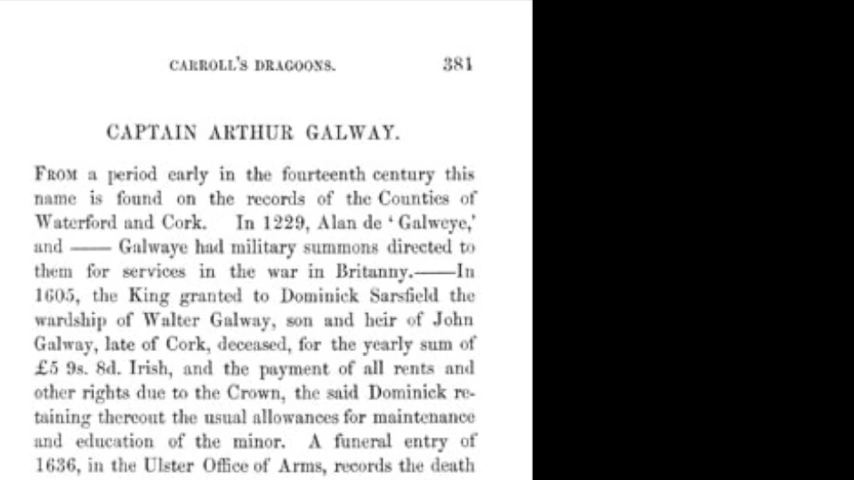 CARROLL'S DRAGOONS. 381
CAPTAIN ARTHUR GALWAY.
FROM a period early in the fourteenth century this
name is found on the records of the Counties of
Waterford and Cork. In 1229, Alan de ‘Galweye,’
and —— Galwaye had military summons directed to
them for services in the war in Britanny.——In
1605, the King granted to Dominick Sarsfield the
wardship of Walter Galway, son and heir of John
Galway, late of Cork, deceased, for the yearly sum of
£5 9s. 8d. Irish, and the payment of all rents and
other rights due to the Crown, the said Dominick re-
taining thereout the usual allowances for maintenance
and education of the minor. A funeral entry of
1636, in the Ulster Office of Arms, records the death